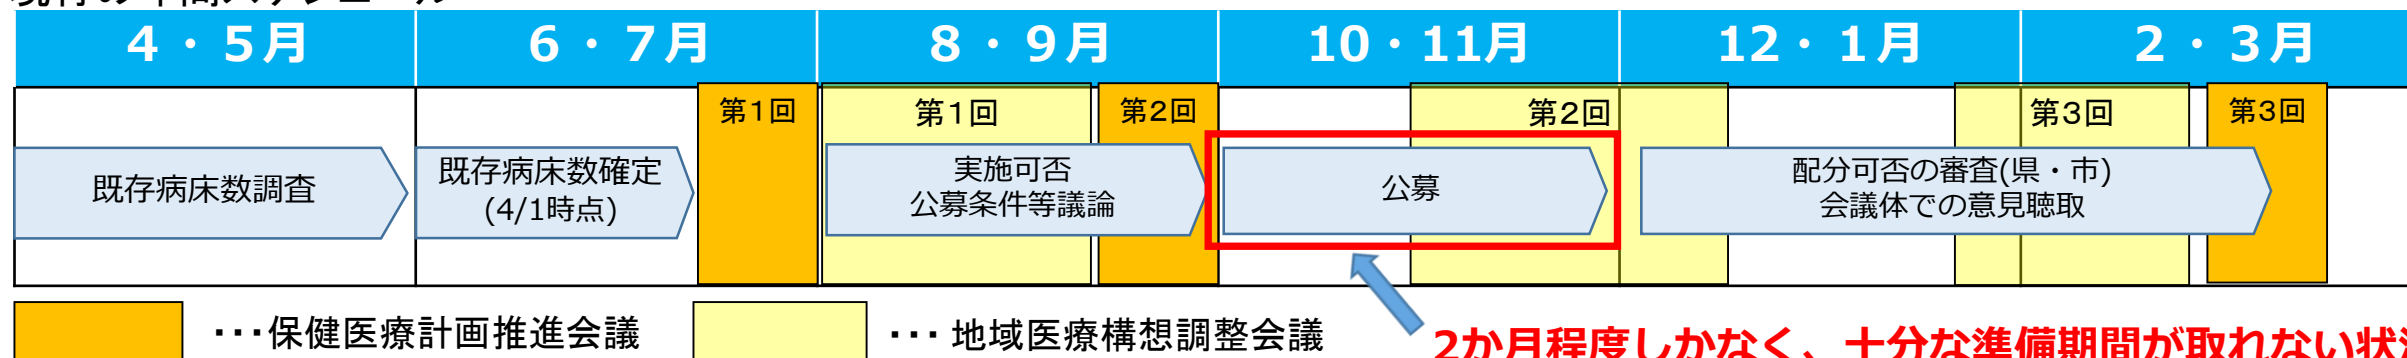 4・5月
6・7月
8・9月
10・11月
12・1月
2・3月
第1回
第1回
第2回
第2回
第3回
第3回
既存病床数調査
既存病床数確定
(4/1時点)
実施可否
公募条件等議論
公募
配分可否の審査(県・市)
会議体での意見聴取
・・・保健医療計画推進会議
・・・地域医療構想調整会議
2か月程度しかなく、十分な準備期間が取れない状